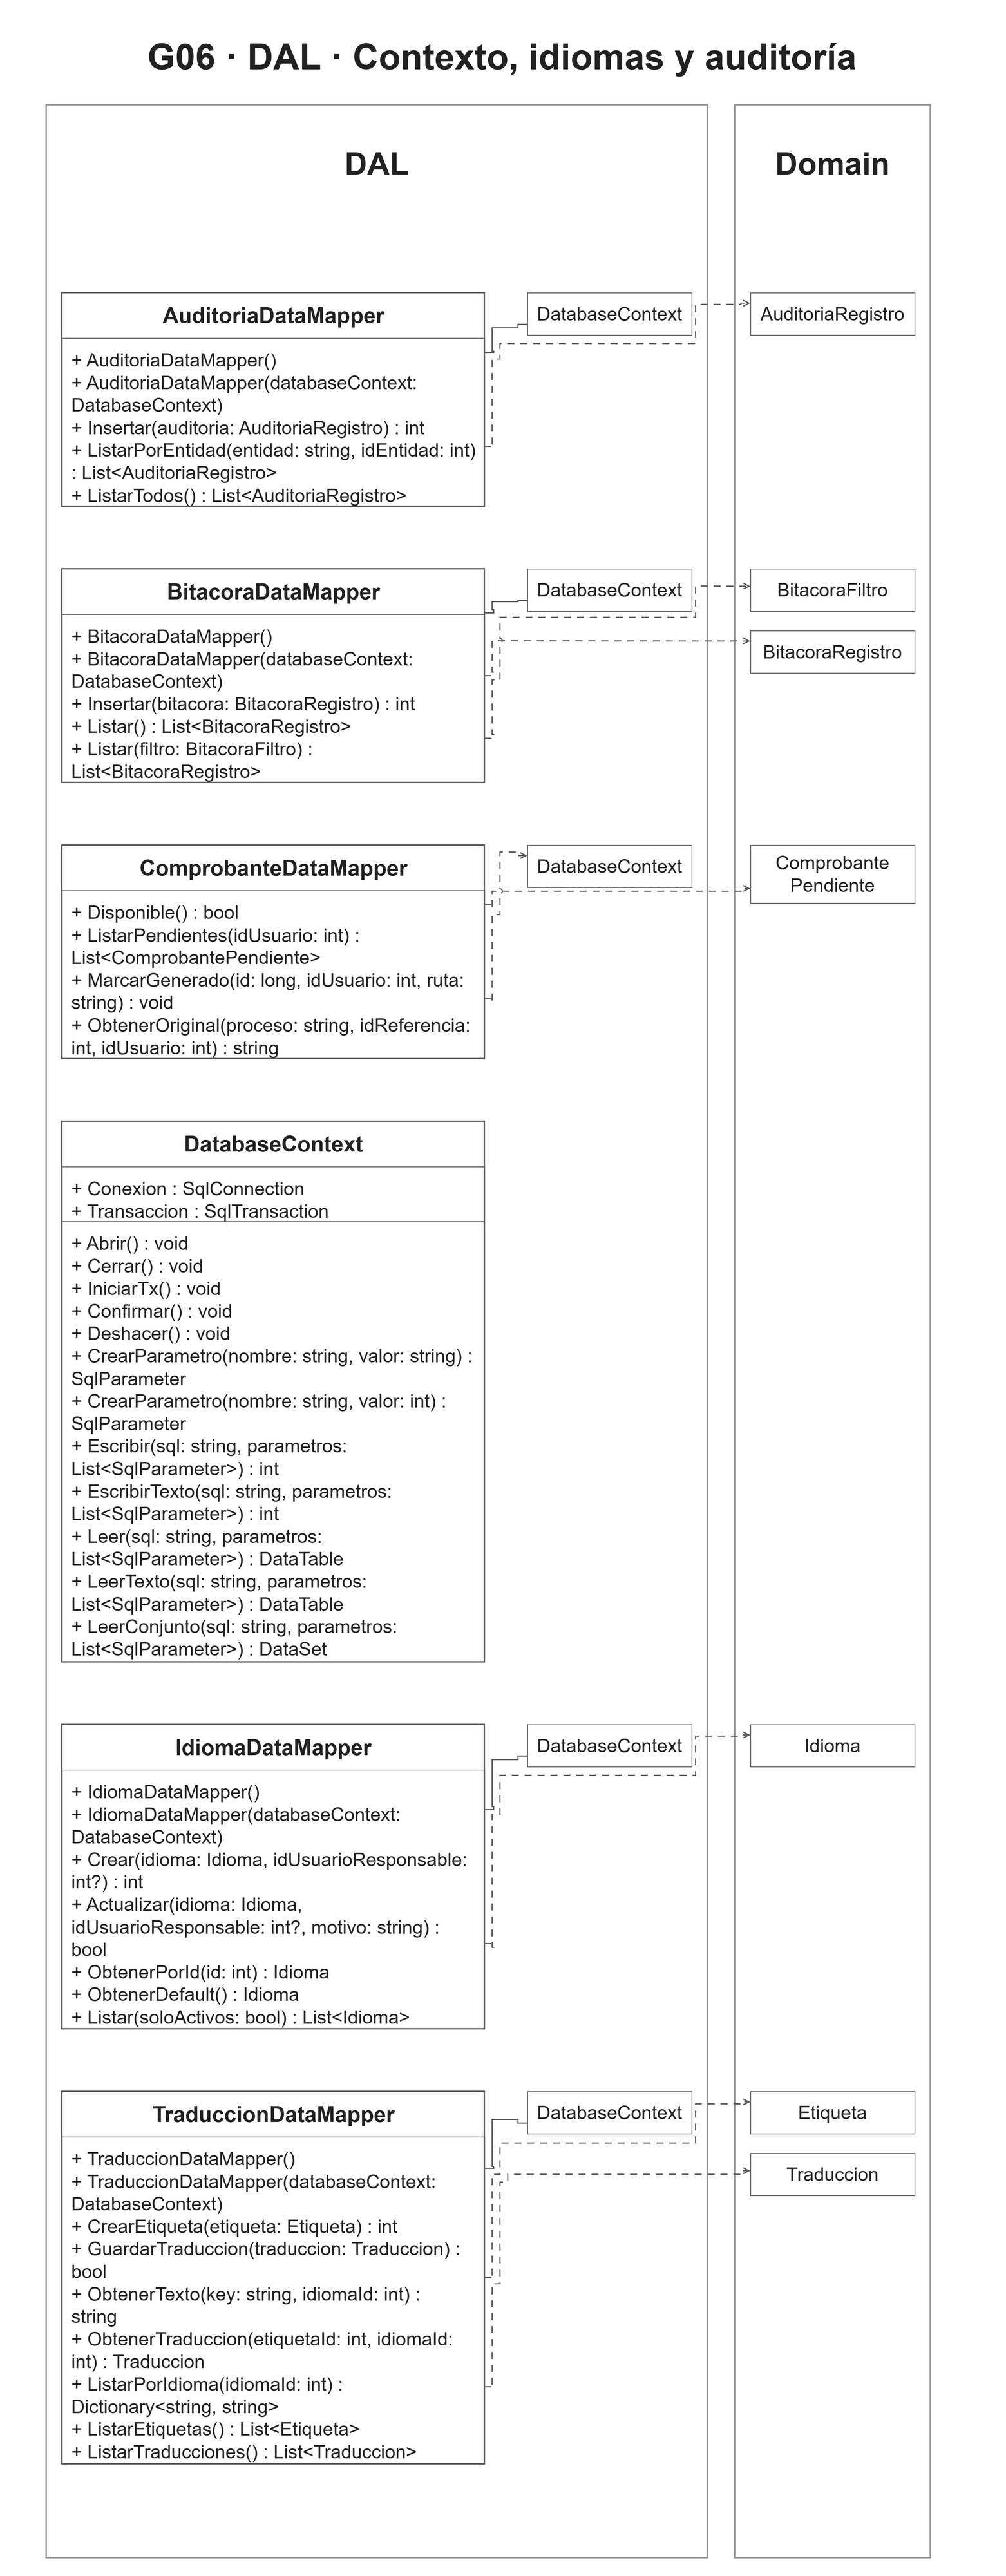 G06 · DAL · Contexto, idiomas y auditoría
DAL
Domain
AuditoriaDataMapper
+ AuditoriaDataMapper()
+ AuditoriaDataMapper(databaseContext:
DatabaseContext)
+ Insertar(auditoria: AuditoriaRegistro) : int
+ ListarPorEntidad(entidad: string, idEntidad: int)
: List<AuditoriaRegistro>
+ ListarTodos() : List<AuditoriaRegistro>
DatabaseContext
AuditoriaRegistro
BitacoraDataMapper
+ BitacoraDataMapper()
+ BitacoraDataMapper(databaseContext:
DatabaseContext)
+ Insertar(bitacora: BitacoraRegistro) : int
+ Listar() : List<BitacoraRegistro>
+ Listar(filtro: BitacoraFiltro) :
List<BitacoraRegistro>
DatabaseContext
BitacoraFiltro
BitacoraRegistro
ComprobanteDataMapper
+ Disponible() : bool
+ ListarPendientes(idUsuario: int) :
List<ComprobantePendiente>
+ MarcarGenerado(id: long, idUsuario: int, ruta:
string) : void
+ ObtenerOriginal(proceso: string, idReferencia:
int, idUsuario: int) : string
DatabaseContext
Comprobante
Pendiente
DatabaseContext
+ Conexion : SqlConnection
+ Transaccion : SqlTransaction
+ Abrir() : void
+ Cerrar() : void
+ IniciarTx() : void
+ Confirmar() : void
+ Deshacer() : void
+ CrearParametro(nombre: string, valor: string) :
SqlParameter
+ CrearParametro(nombre: string, valor: int) :
SqlParameter
+ Escribir(sql: string, parametros:
List<SqlParameter>) : int
+ EscribirTexto(sql: string, parametros:
List<SqlParameter>) : int
+ Leer(sql: string, parametros:
List<SqlParameter>) : DataTable
+ LeerTexto(sql: string, parametros:
List<SqlParameter>) : DataTable
+ LeerConjunto(sql: string, parametros:
List<SqlParameter>) : DataSet
IdiomaDataMapper
+ IdiomaDataMapper()
+ IdiomaDataMapper(databaseContext:
DatabaseContext)
+ Crear(idioma: Idioma, idUsuarioResponsable:
int?) : int
+ Actualizar(idioma: Idioma,
idUsuarioResponsable: int?, motivo: string) :
bool
+ ObtenerPorId(id: int) : Idioma
+ ObtenerDefault() : Idioma
+ Listar(soloActivos: bool) : List<Idioma>
DatabaseContext
Idioma
TraduccionDataMapper
+ TraduccionDataMapper()
+ TraduccionDataMapper(databaseContext:
DatabaseContext)
+ CrearEtiqueta(etiqueta: Etiqueta) : int
+ GuardarTraduccion(traduccion: Traduccion) :
bool
+ ObtenerTexto(key: string, idiomaId: int) :
string
+ ObtenerTraduccion(etiquetaId: int, idiomaId:
int) : Traduccion
+ ListarPorIdioma(idiomaId: int) :
Dictionary<string, string>
+ ListarEtiquetas() : List<Etiqueta>
+ ListarTraducciones() : List<Traduccion>
DatabaseContext
Etiqueta
Traduccion